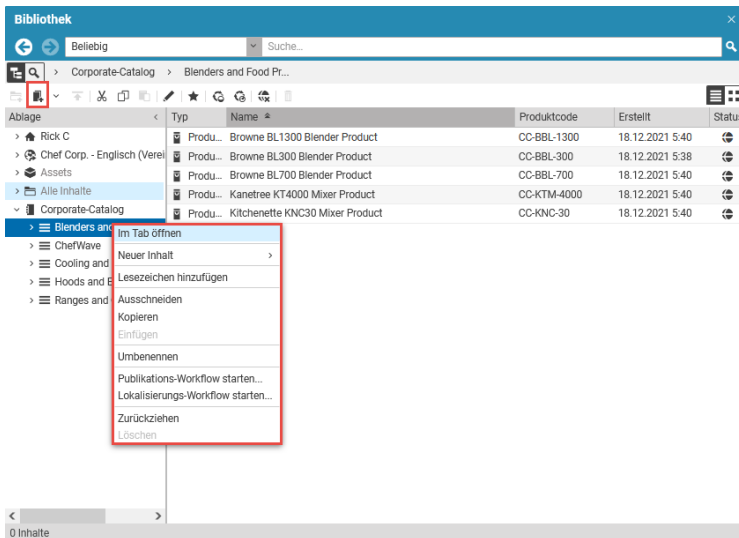 Bibliothek
Beliebig
Suche...
Corporate-Catalog > Blenders and Food Pr...
Ablage
Typ Name Produktcode Erstellt Statu
Rick C
Produ... Browne BL1300 Blender Product CC-BBL-1300 18.12.2021 5:40
Chef Corp. - Englisch (Verei
Produ... Browne BL300 Blender Product CC-BBL-300 18.12.2021 5:38
Assets
Produ... Browne BL700 Blender Product CC-BBL-700 18.12.2021 5:40
Alle Inhalte
Produ... Kanetree KT4000 Mixer Product CC-KTM-4000 18.12.2021 5:40
Corporate-Catalog
Produ... Kitchenette KNC30 Mixer Product CC-KNC-30 18.12.2021 5:40
Blenders and
ChefWave
Cooling and
Hoods and E
Ranges and
Im Tab öffnen
Neuer Inhalt
Lesezeichen hinzufügen
Ausschneiden
Kopieren
Einfügen
Umbenennen
Publikations-Workflow starten...
Lokalisierungs-Workflow starten...
Zurückziehen
Löschen
0 Inhalte